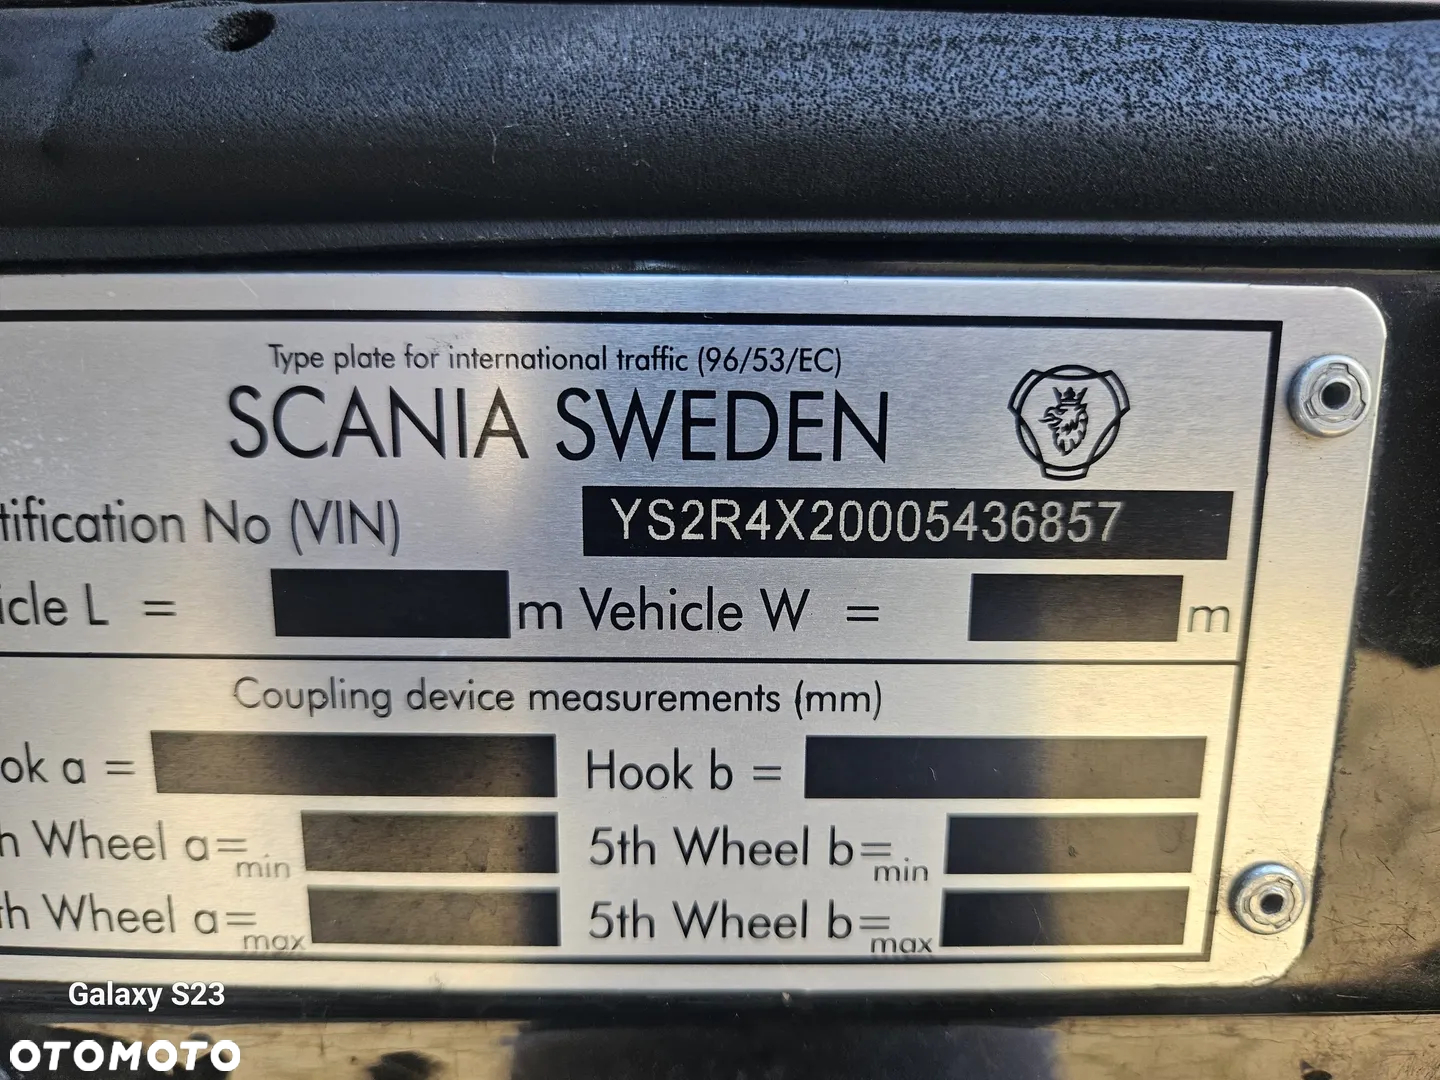 Type plate for international traffic (96/53/EC)
SCANIA SWEDEN
tification No (VIN) YS2R4X20005436857
icle L = m Vehicle W = m
Coupling device measurements (mm)
ok a = Hook b =
h Wheel a=min 5th Wheel b=min
th Wheel a=max 5th Wheel b=max
Galaxy S23
OTOMOTO